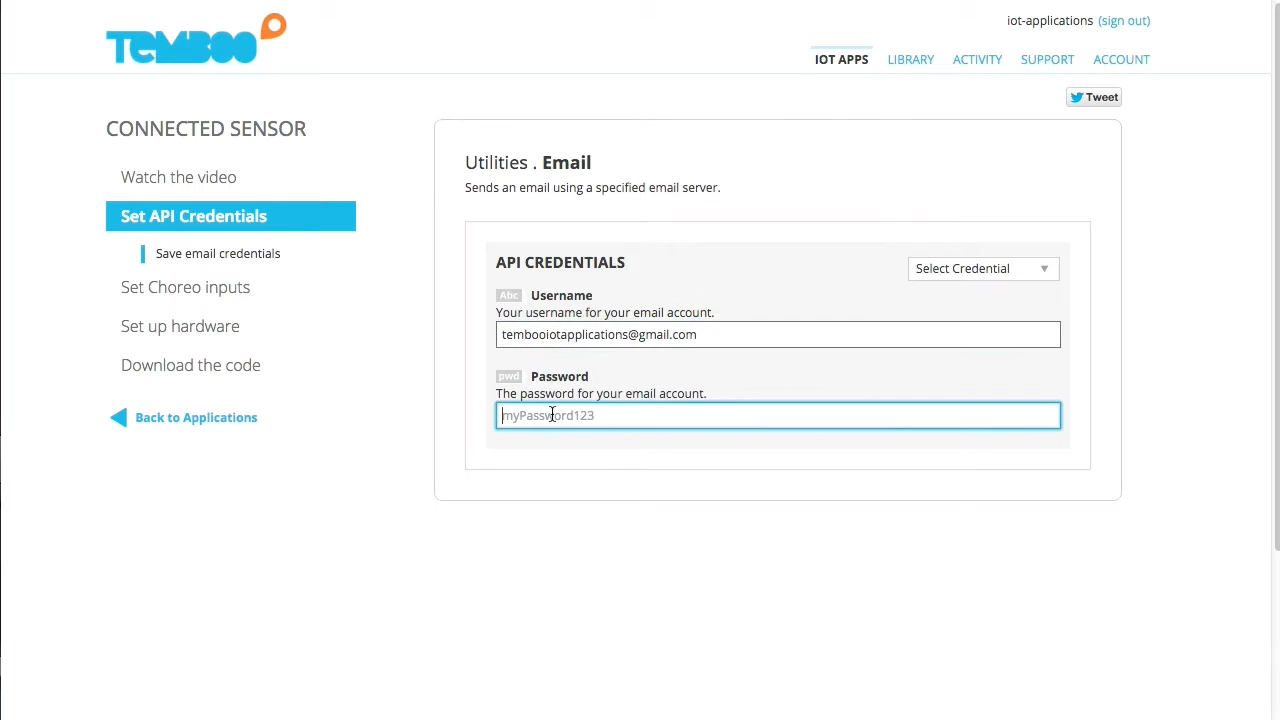 TEMBOO
iot-applications (sign out)
IOT APPS LIBRARY ACTIVITY SUPPORT ACCOUNT
Tweet
CONNECTED SENSOR
Watch the video
Set API Credentials
Save email credentials
Set Choreo inputs
Set up hardware
Download the code
Back to Applications
Utilities . Email
Sends an email using a specified email server.
API CREDENTIALS
Select Credential
Abc Username
Your username for your email account.
tembooiotapplications@gmail.com
pwd Password
The password for your email account.
myPassword123